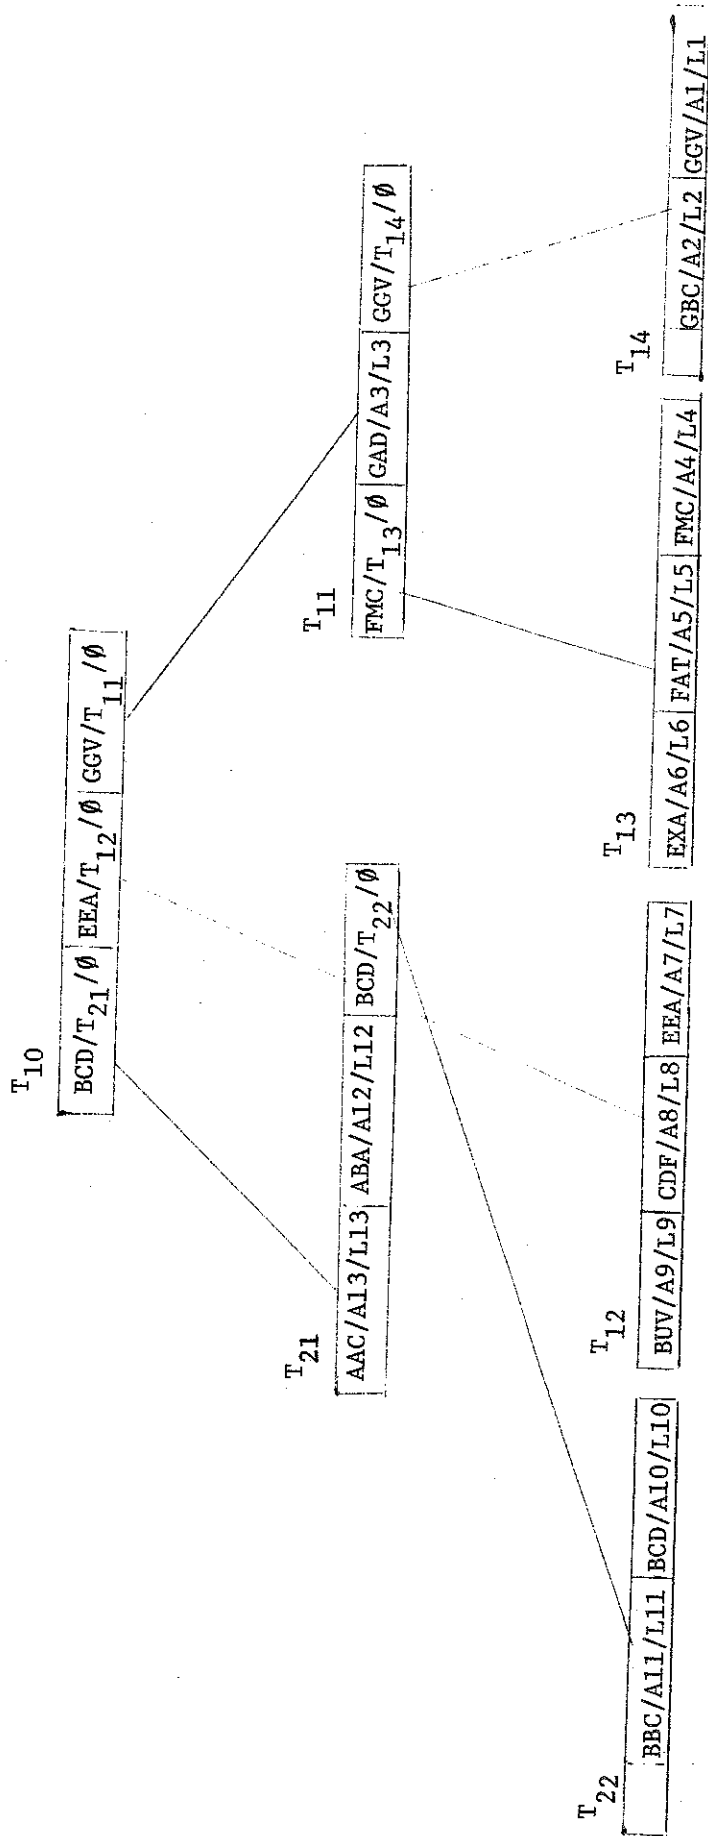 T10
BCD/T21/Ø EEA/T12/Ø GGV/T11/Ø
T21
AAC/A13/L13 ABA/A12/L12 BCD/T22/Ø
T11
FMC/T13/Ø GAD/A3/L3 GGV/T14/Ø
T22
BBC/A11/L11 BCD/A10/L10
T12
BUV/A9/L9 CDF/A8/L8 EEA/A7/L7
T13
EXA/A6/L6 FAT/A5/L5 FMC/A4/L4
T14
GBC/A2/L2 GGV/A1/L1